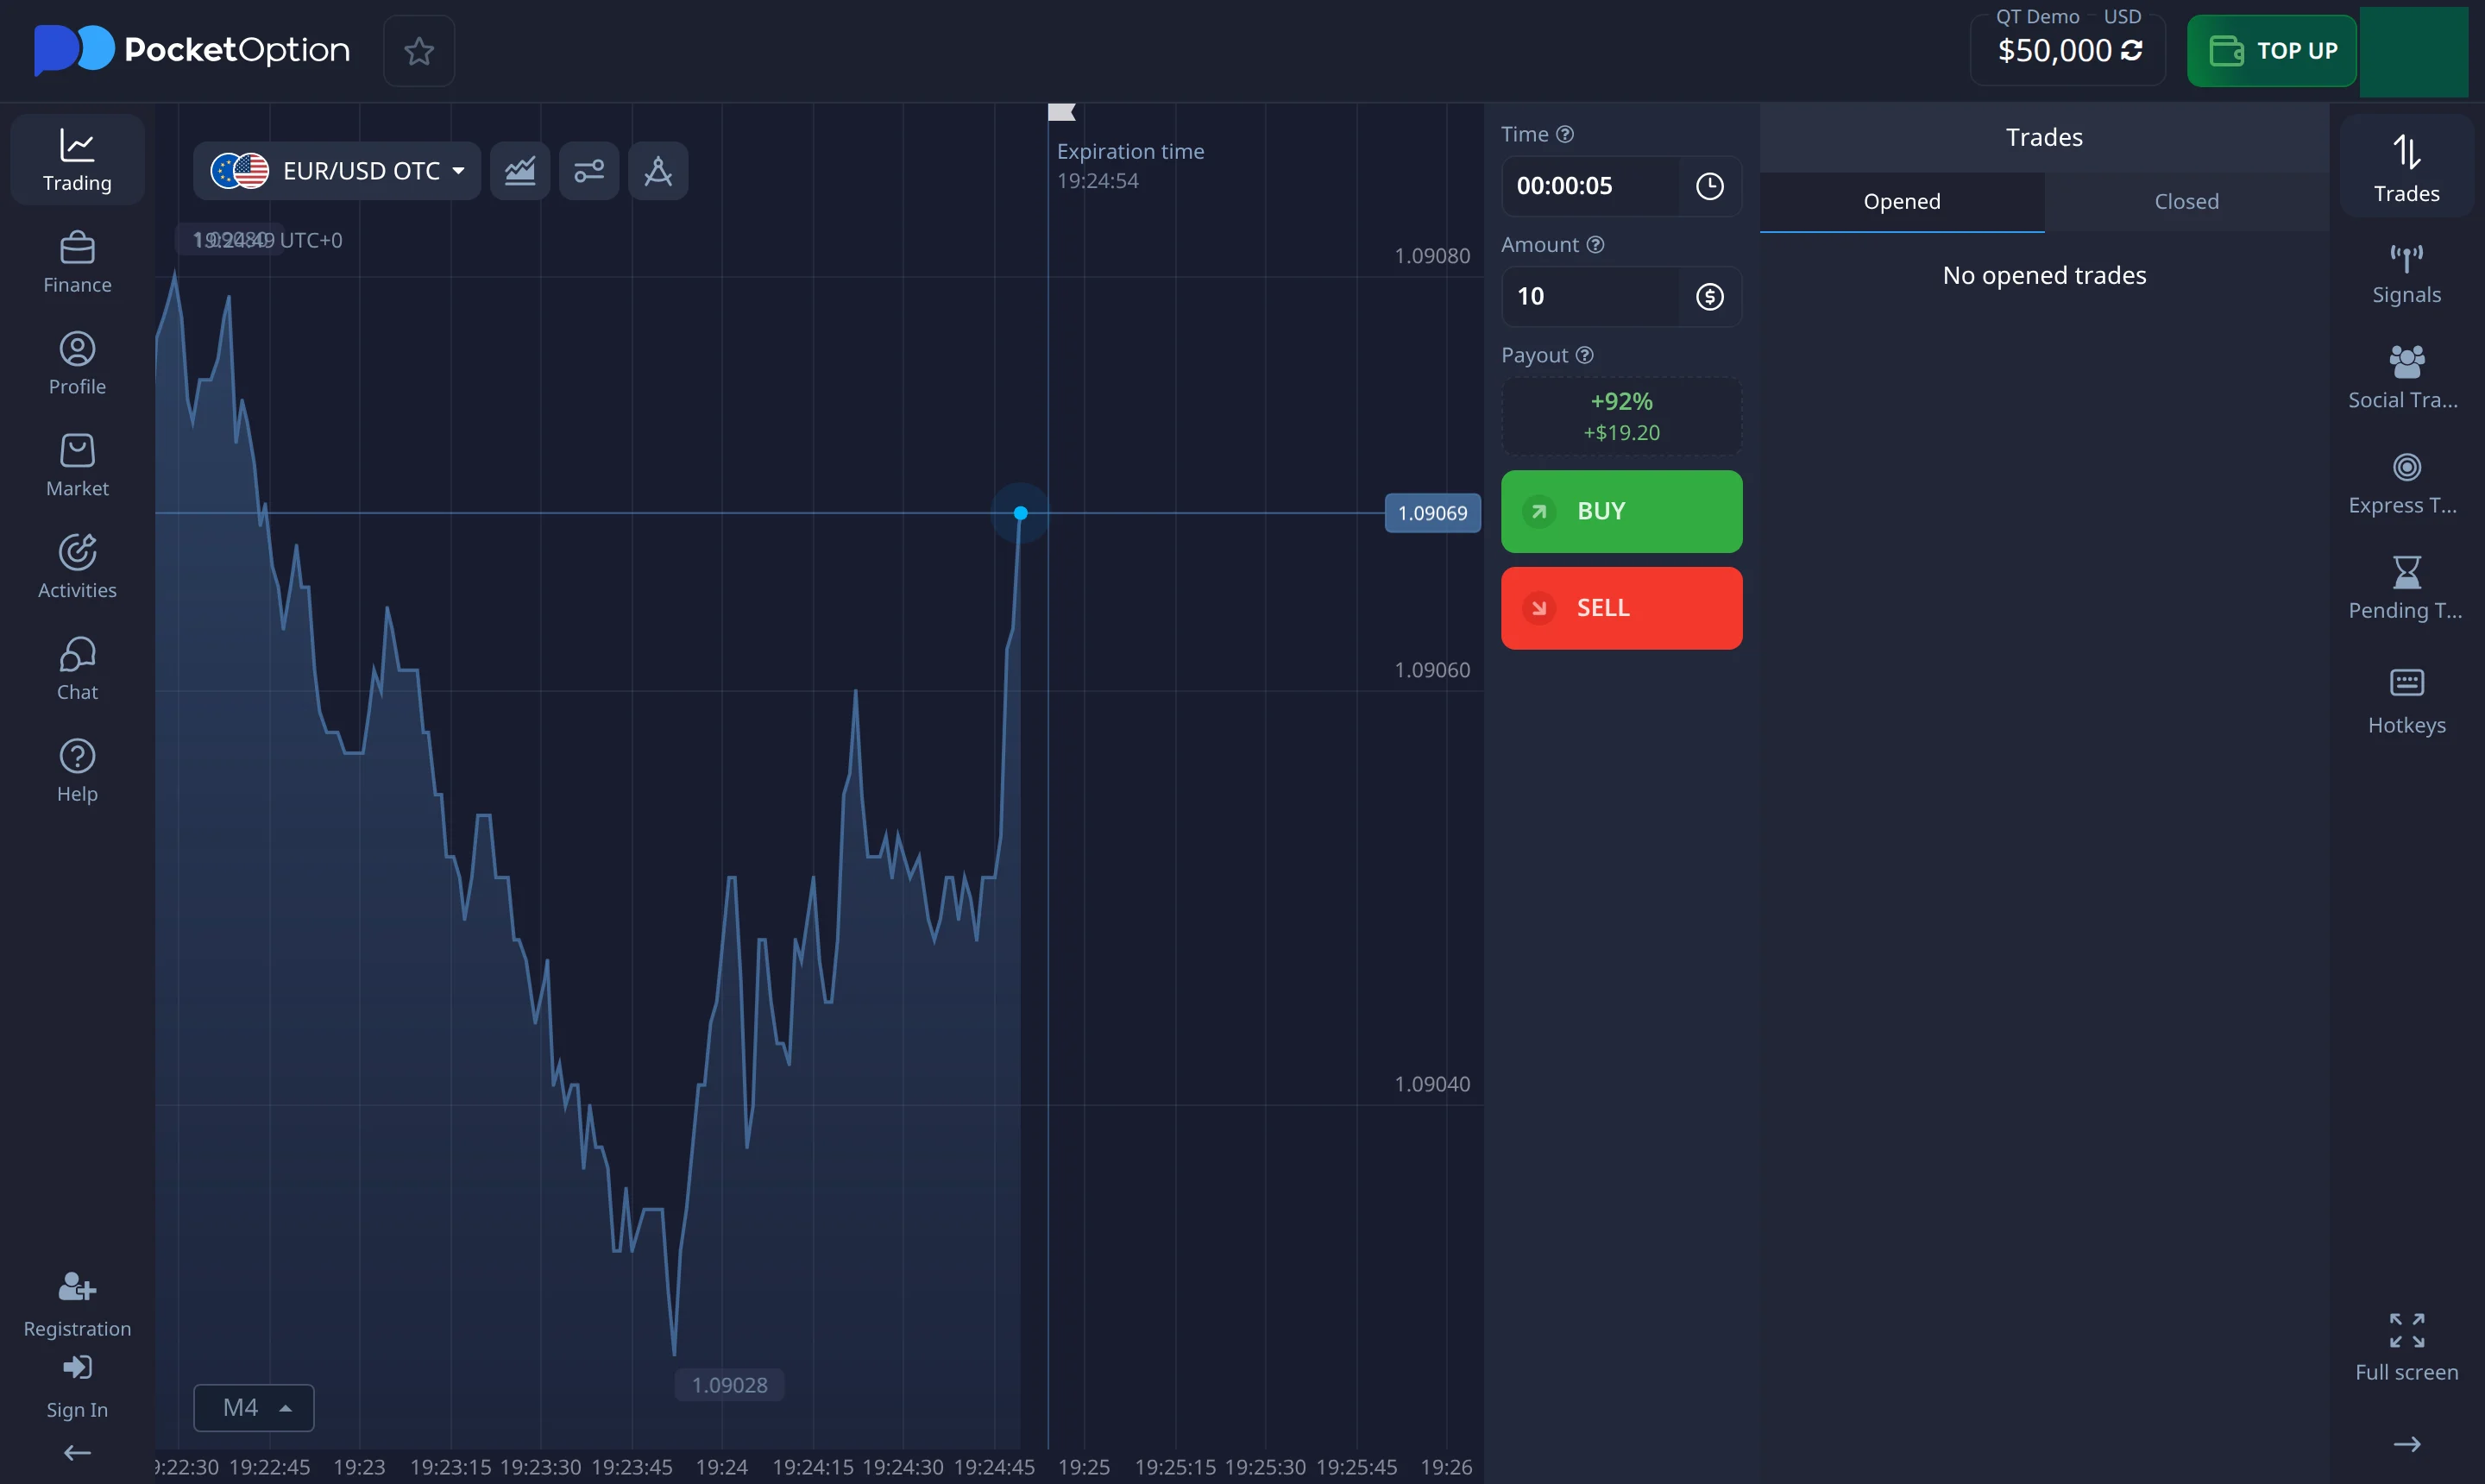 PocketOption
QT Demo USD
$50,000
TOP UP
Trading
Finance
Profile
Market
Activities
Chat
Help
Registration
Sign In
EUR/USD OTC
19:24:49 UTC+0
1.09080
Expiration time
19:24:54
1.09080
1.09069
1.09060
1.09040
1.09028
M4
:22:30 19:22:45 19:23 19:23:15 19:23:30 19:23:45 19:24 19:24:15 19:24:30 19:24:45 19:25 19:25:15 19:25:30 19:25:45 19:26
Time
00:00:05
Amount
10
Payout
+92%
+$19.20
BUY
SELL
Trades
Opened
Closed
No opened trades
Trades
Signals
Social Tra...
Express T...
Pending T...
Hotkeys
Full screen